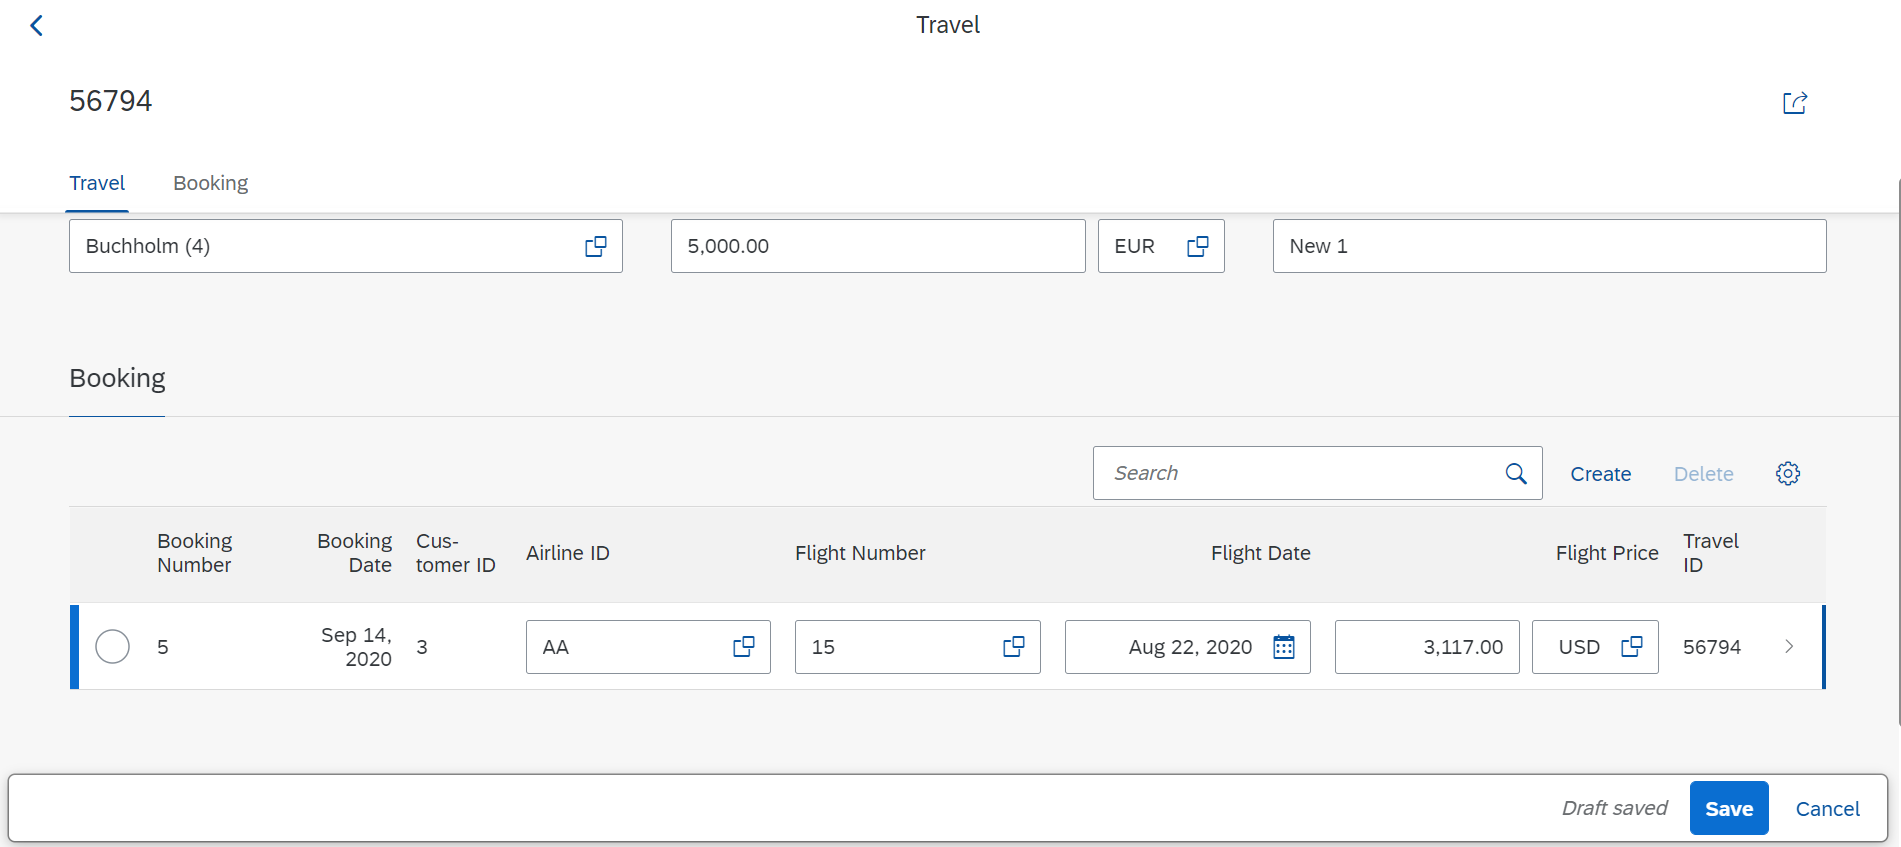 Travel
56794
Travel Booking
Buchholm (4) 5,000.00 EUR New 1
Booking
Search Create Delete
Booking Number Booking Date Cus-tomer ID Airline ID Flight Number Flight Date Flight Price Travel ID
5 Sep 14, 2020 3 AA 15 Aug 22, 2020 3,117.00 USD 56794
Draft saved Save Cancel